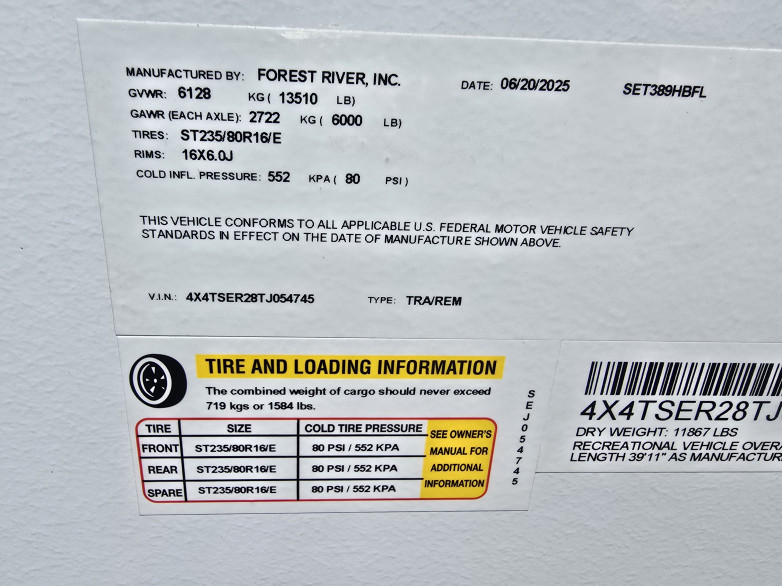 MANUFACTURED BY: FOREST RIVER, INC. DATE: 06/20/2025 SET389HBFL
GVWR: 6128 KG ( 13510 LB)
GAWR (EACH AXLE): 2722 KG ( 6000 LB)
TIRES: ST235/80R16/E
RIMS: 16X6.0J
COLD INFL. PRESSURE: 552 KPA ( 80 PSI )
THIS VEHICLE CONFORMS TO ALL APPLICABLE U.S. FEDERAL MOTOR VEHICLE SAFETY
STANDARDS IN EFFECT ON THE DATE OF MANUFACTURE SHOWN ABOVE.
V.I.N.: 4X4TSER28TJ054745 TYPE: TRA/REM
TIRE AND LOADING INFORMATION
The combined weight of cargo should never exceed
719 kgs or 1584 lbs.
TIRE SIZE COLD TIRE PRESSURE
FRONT ST235/80R16/E 80 PSI / 552 KPA
REAR ST235/80R16/E 80 PSI / 552 KPA
SPARE ST235/80R16/E 80 PSI / 552 KPA
SEE OWNER'S
MANUAL FOR
ADDITIONAL
INFORMATION
SEJ054745
4X4TSER28TJ
DRY WEIGHT: 11867 LBS
RECREATIONAL VEHICLE OVERA
LENGTH 39'11" AS MANUFACTUR